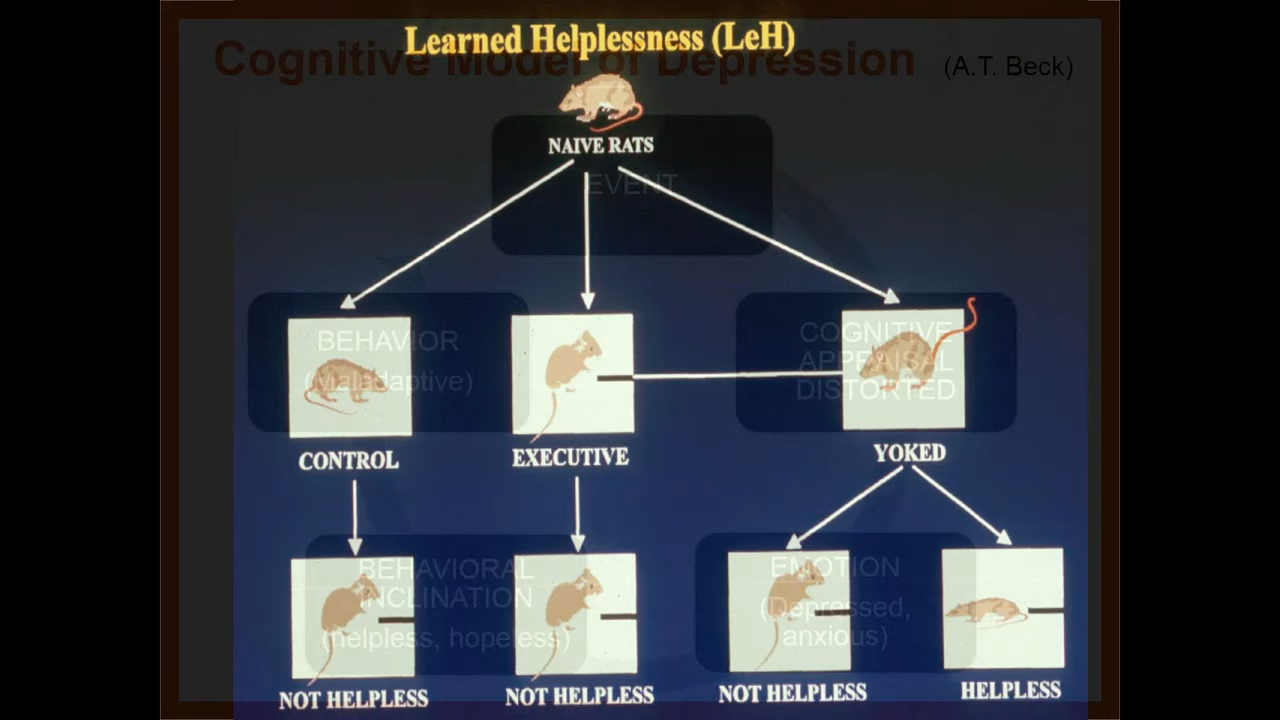 Learned Helplessness (LeH)
Cognitive Model of Depression (A.T. Beck)
NAIVE RATS
EVENT
BEHAVIOR
(Maladaptive)
COGNITIVE
APPRAISAL
DISTORTED
CONTROL
EXECUTIVE
YOKED
BEHAVIORAL
INCLINATION
(helpless, hopeless)
EMOTION
(Depressed,
anxious)
NOT HELPLESS
NOT HELPLESS
NOT HELPLESS
HELPLESS